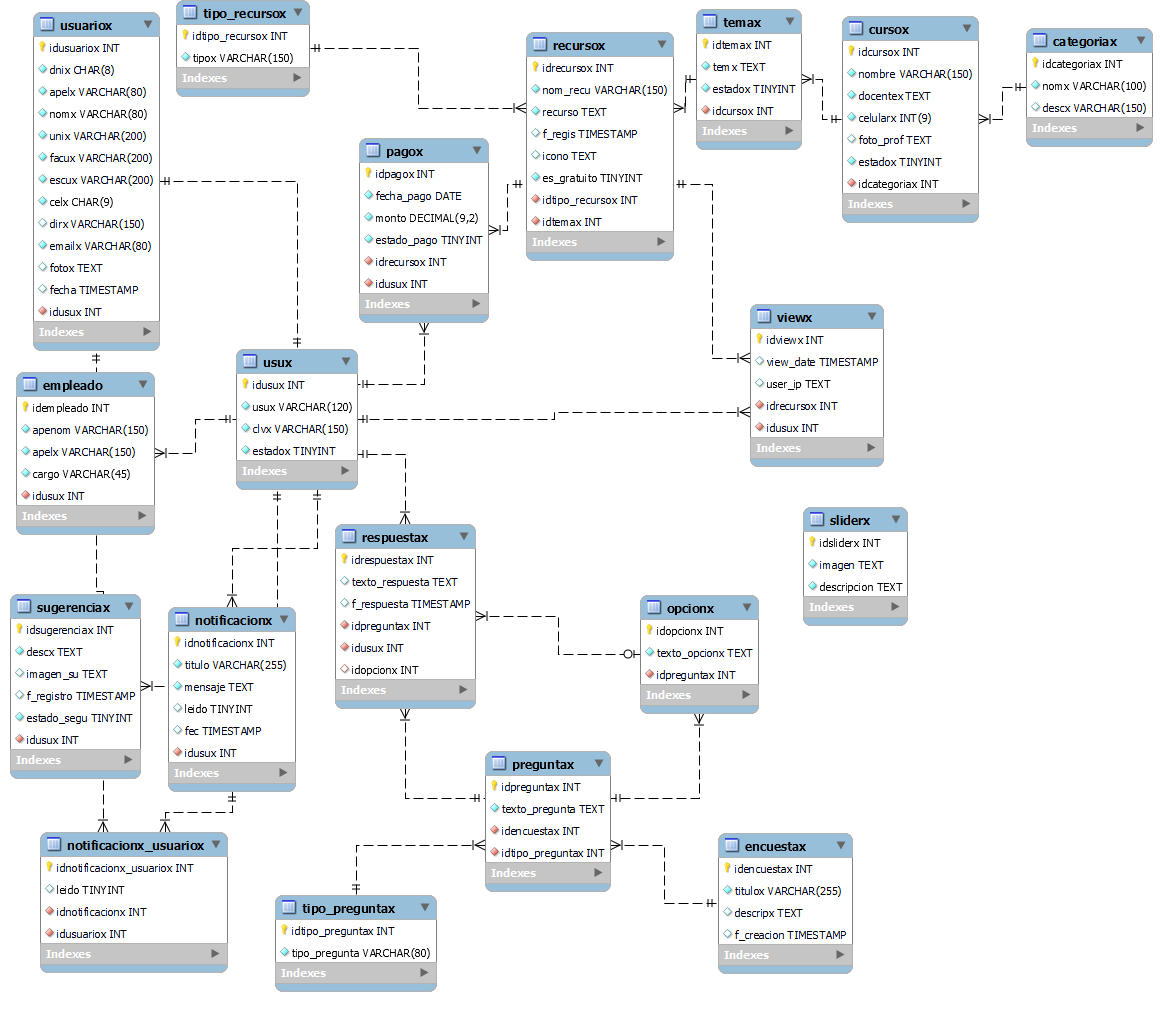 usuariox
idusuariox INT
dnix CHAR(8)
apelx VARCHAR(80)
nomx VARCHAR(80)
unix VARCHAR(200)
facux VARCHAR(200)
escux VARCHAR(200)
celx CHAR(9)
dirx VARCHAR(150)
emailx VARCHAR(80)
fotox TEXT
fecha TIMESTAMP
idusux INT
Indexes
tipo_recursox
idtipo_recursox INT
tipox VARCHAR(150)
Indexes
recursox
idrecursox INT
nom_recu VARCHAR(150)
recurso TEXT
f_regis TIMESTAMP
icono TEXT
es_gratuito TINYINT
idtipo_recursox INT
idtemax INT
Indexes
temax
idtemax INT
temx TEXT
estadox TINYINT
idcursox INT
Indexes
cursox
idcursox INT
nombre VARCHAR(150)
docentex TEXT
celularx INT(9)
foto_prof TEXT
estadox TINYINT
idcategoriax INT
Indexes
categoriax
idcategoriax INT
nomx VARCHAR(100)
descx VARCHAR(150)
Indexes
pagox
idpagox INT
fecha_pago DATE
monto DECIMAL(9,2)
estado_pago TINYINT
idrecursox INT
idusux INT
Indexes
viewx
idviewx INT
view_date TIMESTAMP
user_ip TEXT
idrecursox INT
idusux INT
Indexes
empleado
idempleado INT
apenom VARCHAR(150)
apelx VARCHAR(150)
cargo VARCHAR(45)
idusux INT
Indexes
usux
idusux INT
usux VARCHAR(120)
clvx VARCHAR(150)
estadox TINYINT
Indexes
respuestax
idrespuestax INT
texto_respuesta TEXT
f_respuesta TIMESTAMP
idpreguntax INT
idusux INT
idopcionx INT
Indexes
sliderx
idsliderx INT
imagen TEXT
descripcion TEXT
Indexes
sugerenciax
idsugerenciax INT
descx TEXT
imagen_su TEXT
f_registro TIMESTAMP
estado_segu TINYINT
idusux INT
Indexes
notificacionx
idnotificacionx INT
titulo VARCHAR(255)
mensaje TEXT
leido TINYINT
fec TIMESTAMP
idusux INT
Indexes
opcionx
idopcionx INT
texto_opcionx TEXT
idpreguntax INT
Indexes
preguntax
idpreguntax INT
texto_pregunta TEXT
idencuestax INT
idtipo_preguntax INT
Indexes
notificacionx_usuariox
idnotificacionx_usuariox INT
leido TINYINT
idnotificacionx INT
idusuariox INT
Indexes
tipo_preguntax
idtipo_preguntax INT
tipo_pregunta VARCHAR(80)
Indexes
encuestax
idencuestax INT
titulox VARCHAR(255)
descripx TEXT
f_creacion TIMESTAMP
Indexes